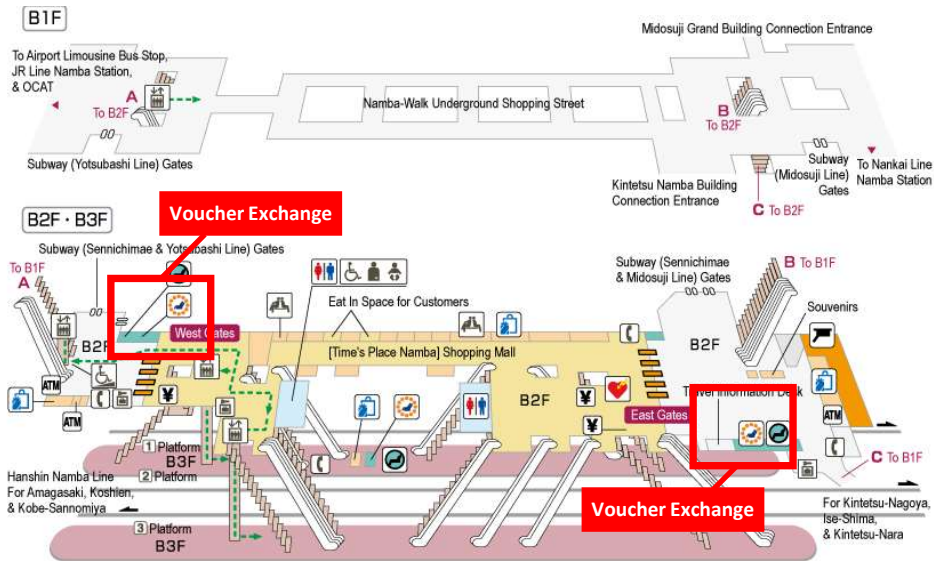 B1F
Midosuji Grand Building Connection Entrance
To Airport Limousine Bus Stop,
JR Line Namba Station,
& OCAT
A
To B2F
Namba-Walk Underground Shopping Street
B
To B2F
Subway (Yotsubashi Line) Gates
Subway
(Midosuji Line)
Gates
To Nankai Line
Namba Station
Kintetsu Namba Building
Connection Entrance
C To B2F
B2F・B3F
Voucher Exchange
Subway (Sennichimae & Yotsubashi Line) Gates
To B1F
A
Subway (Sennichimae
& Midosuji Line) Gates
B To B1F
Eat In Space for Customers
Souvenirs
West Gates
B2F
[Time's Place Namba] Shopping Mall
B2F
ATM
¥
B2F
¥
East Gates
Travel Information Desk
ATM
ATM
¥
1 Platform
B3F
2 Platform
C To B1F
Hanshin Namba Line
For Amagasaki, Koshien,
& Kobe-Sannomiya
Voucher Exchange
For Kintetsu-Nagoya,
Ise-Shima,
& Kintetsu-Nara
3 Platform
B3F